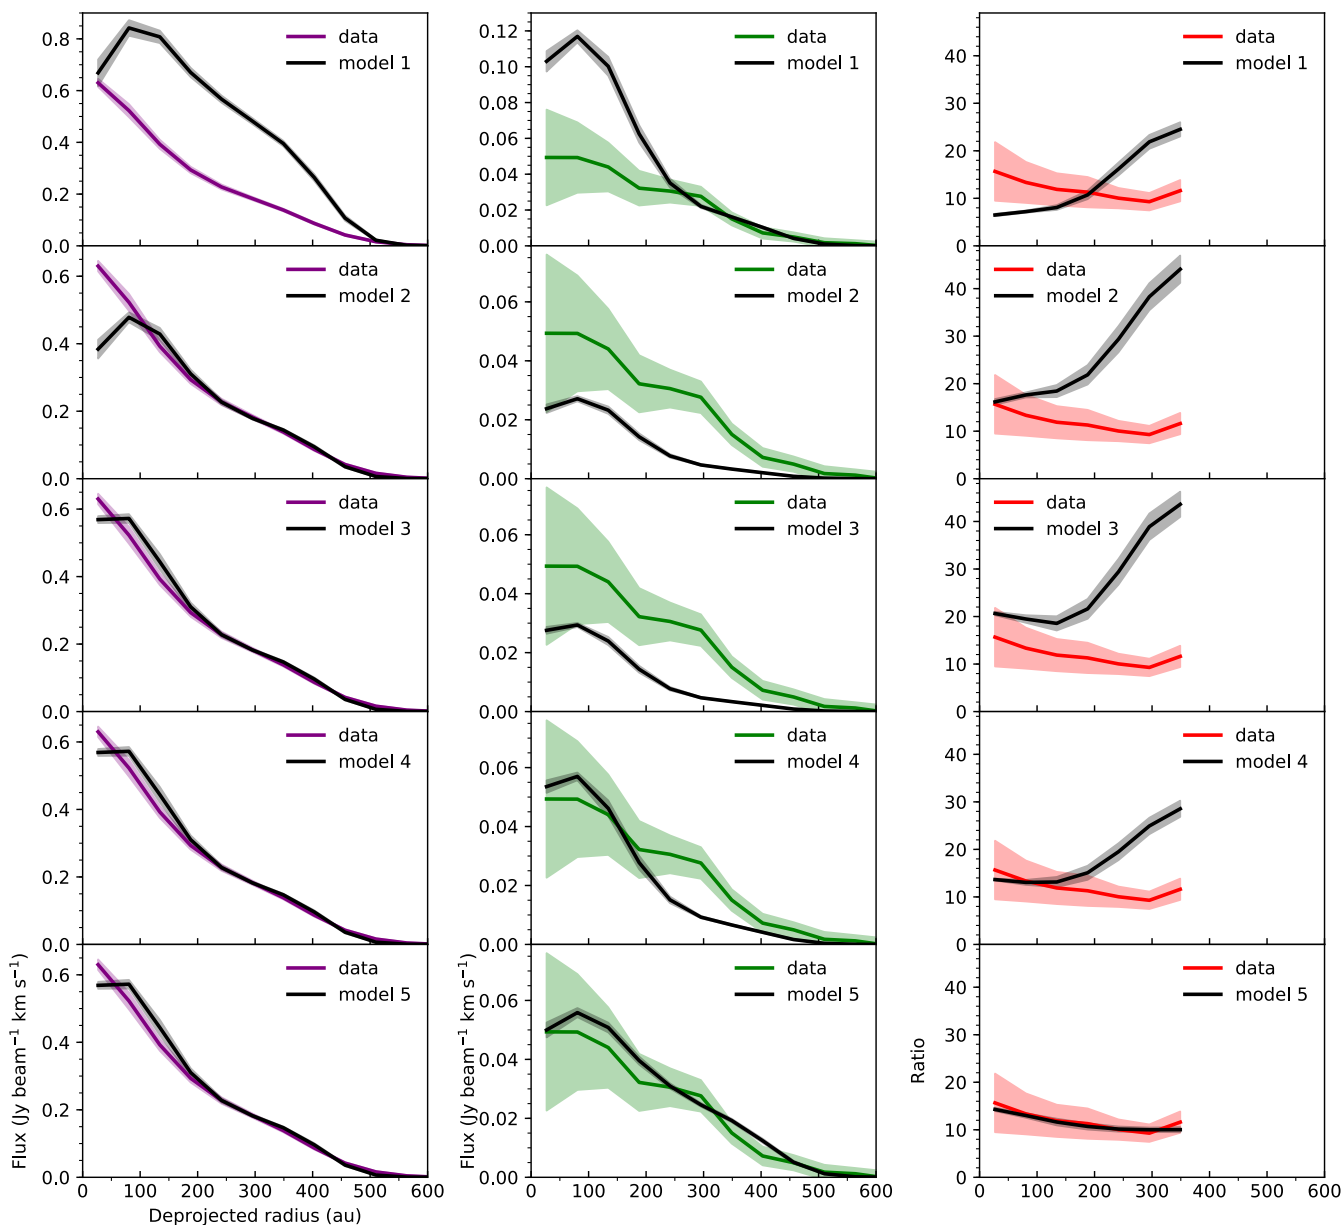 0.8
0.6
0.4
0.2
0.0
data
model 1
0.12
0.10
0.08
0.06
0.04
0.02
0.00
data
model 1
40
30
20
10
0
data
model 1
0.6
0.4
0.2
0.0
data
model 2
0.06
0.04
0.02
0.00
data
model 2
40
30
20
10
0
data
model 2
0.6
0.4
0.2
0.0
data
model 3
0.06
0.04
0.02
0.00
data
model 3
40
30
20
10
0
data
model 3
0.6
0.4
0.2
0.0
data
model 4
0.06
0.04
0.02
0.00
data
model 4
40
30
20
10
0
data
model 4
Flux (Jy beam⁻¹ km s⁻¹)
0.6
0.4
0.2
0.0
data
model 5
0 100 200 300 400 500 600
Deprojected radius (au)
Flux (Jy beam⁻¹ km s⁻¹)
0.06
0.04
0.02
0.00
data
model 5
0 100 200 300 400 500 600
Ratio
40
30
20
10
0
data
model 5
0 100 200 300 400 500 600